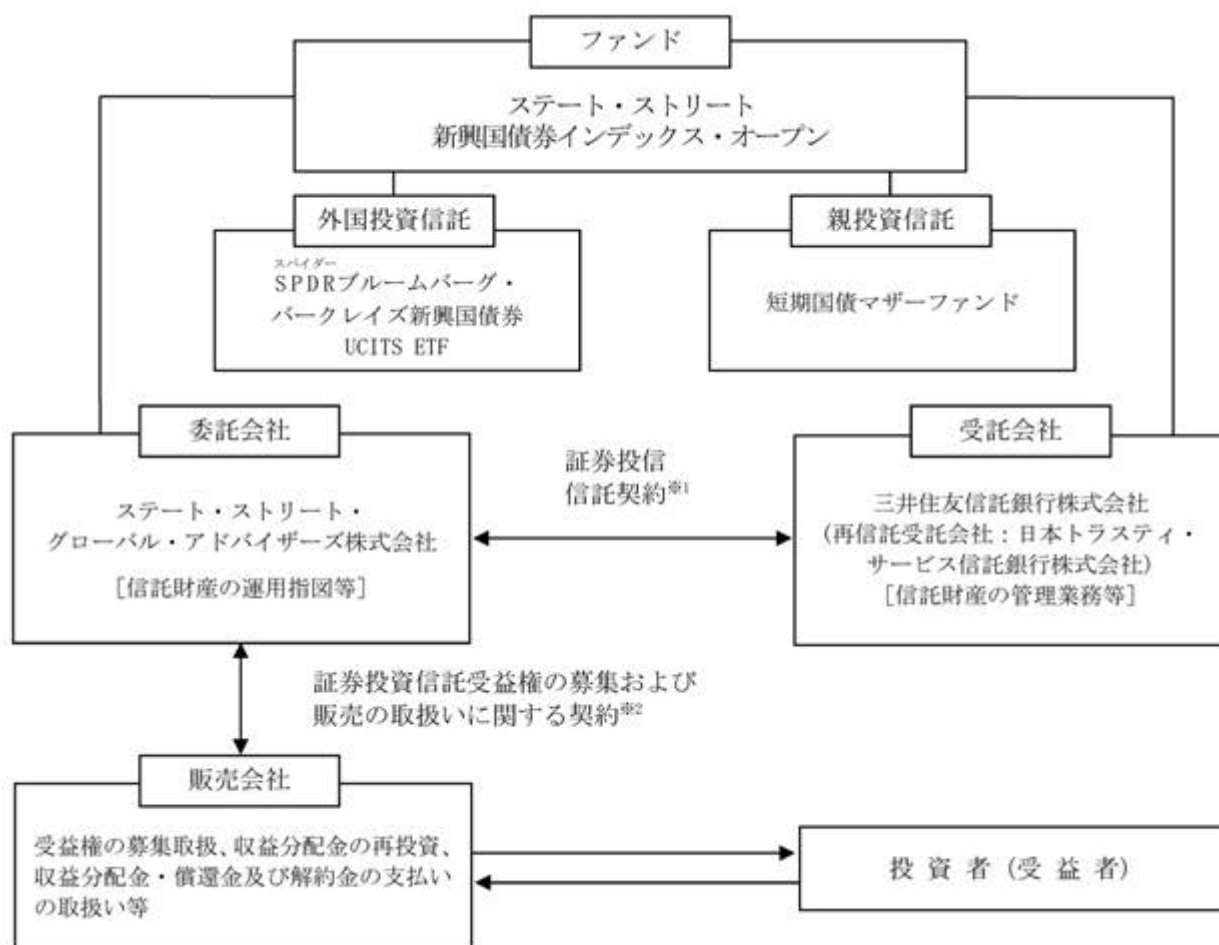 ファンド
ステート・ストリート
新興国債券インデックス・オープン
外国投資信託
スパイダー
SPDRブルームバーグ・
バークレイズ新興国債券
UCITS ETF
親投資信託
短期国債マザーファンド
委託会社
ステート・ストリート・
グローバル・アドバイザーズ株式会社
[信託財産の運用指図等]
証券投信
信託契約※1
受託会社
三井住友信託銀行株式会社
(再信託受託会社：日本トラスティ・
サービス信託銀行株式会社)
[信託財産の管理業務等]
証券投資信託受益権の募集および
販売の取扱いに関する契約※2
販売会社
受益権の募集取扱、収益分配金の再投資、
収益分配金・償還金及び解約金の支払い
の取扱い等
投 資 者 (受 益 者)